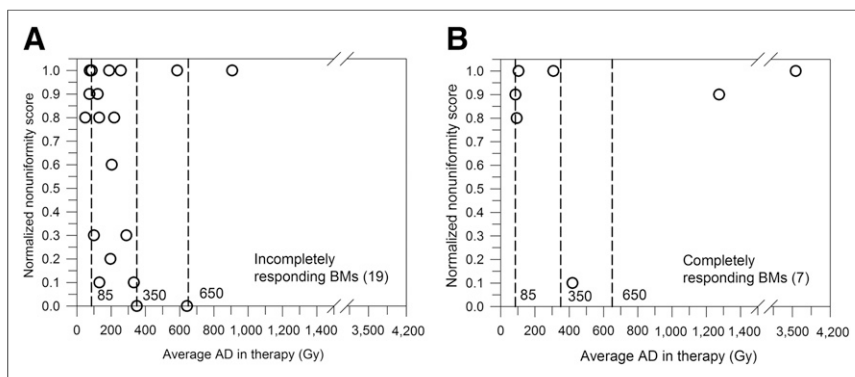 A
Normalized nonuniformity score
1.0
0.9
0.8
0.7
0.6
0.5
0.4
0.3
0.2
0.1
0.0
85
350
650
Incompletely
responding BMs (19)
0 200 400 600 800 1,000 1,200 1,400 3,500 4,200
Average AD in therapy (Gy)
B
Normalized nonuniformity score
1.0
0.9
0.8
0.7
0.6
0.5
0.4
0.3
0.2
0.1
0.0
85
350
650
Completely
responding BMs (7)
0 200 400 600 800 1,000 1,200 1,400 3,500 4,200
Average AD in therapy (Gy)